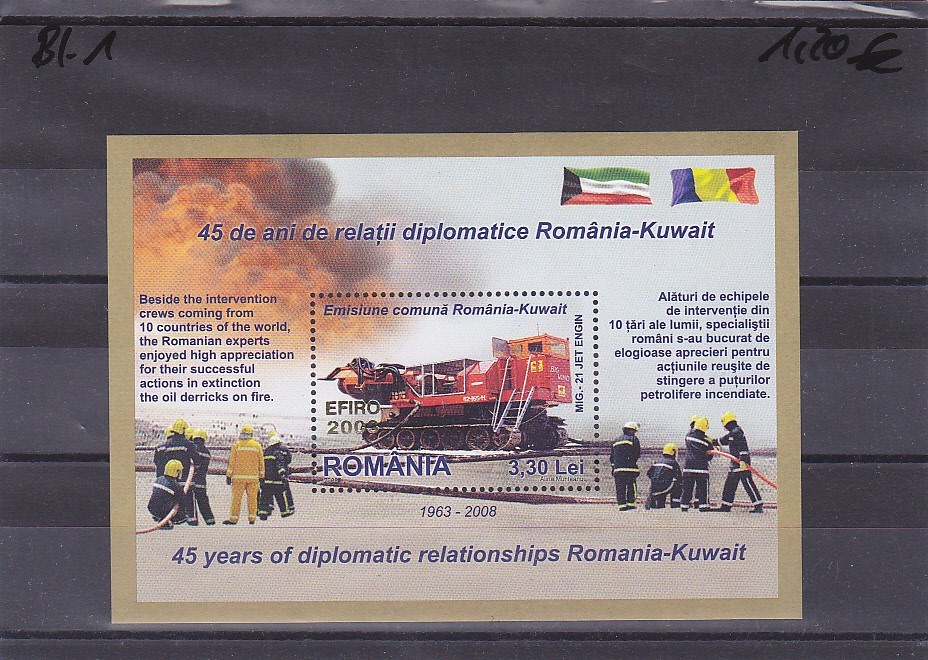 Bl. 1
1,20 €
45 de ani de relații diplomatice România-Kuwait
Beside the intervention
crews coming from
10 countries of the world,
the Romanian experts
enjoyed high appreciation
for their successful
actions in extinction
the oil derricks on fire.
Emisiune comună România-Kuwait
MIG.- 21 JET ENGIN
BIG WIND
EFIRO
ROMÂNIA
3,30 Lei
Alături de echipele
de intervenție din
10 țări ale lumii, specialiștii
români s-au bucurat de
elogioase aprecieri pentru
acțiunile reușite de
stingere a puțurilor
petrolifere incendiate.
1963 - 2008
45 years of diplomatic relationships Romania-Kuwait